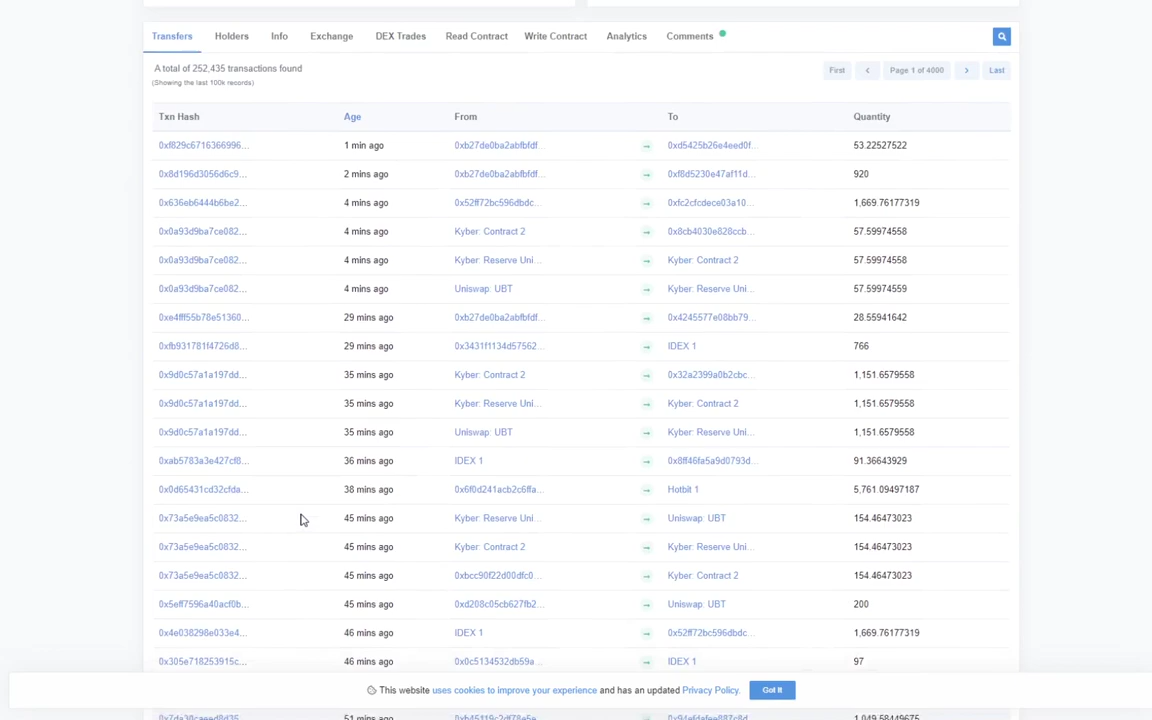 Transfers Holders Info Exchange DEX Trades Read Contract Write Contract Analytics Comments
A total of 252,435 transactions found
(Showing the last 100k records)
First < Page 1 of 4000 > Last
Txn Hash Age From To Quantity
0xf829c6716366996... 1 min ago 0xb27de0ba2abfbfdf... → 0xd5425b26e4eed0f... 53.22527522
0x8d196d3056d6c9... 2 mins ago 0xb27de0ba2abfbfdf... → 0xf8d5230e47af11d... 920
0x636eb6444b6be2... 4 mins ago 0x52ff72bc596dbdc... → 0xfc2cfcdece03a10... 1,669.76177319
0x0a93d9ba7ce082... 4 mins ago Kyber: Contract 2 → 0x8cb4030e828ccb... 57.59974558
0x0a93d9ba7ce082... 4 mins ago Kyber: Reserve Uni... → Kyber: Contract 2 57.59974558
0x0a93d9ba7ce082... 4 mins ago Uniswap: UBT → Kyber: Reserve Uni... 57.59974559
0xe4fff55b78e51360... 29 mins ago 0xb27de0ba2abfbfdf... → 0x4245577e08bb79... 28.55941642
0xfb931781f4726d8... 29 mins ago 0x3431f1134d57562... → IDEX 1 766
0x9d0c57a1a197dd... 35 mins ago Kyber: Contract 2 → 0x32a2399a0b2cbc... 1,151.6579558
0x9d0c57a1a197dd... 35 mins ago Kyber: Reserve Uni... → Kyber: Contract 2 1,151.6579558
0x9d0c57a1a197dd... 35 mins ago Uniswap: UBT → Kyber: Reserve Uni... 1,151.6579558
0xab5783a3e427cf8... 36 mins ago IDEX 1 → 0x8ff46fa5a9d0793d... 91.36643929
0x0d65431cd32cfda... 38 mins ago 0x6f0d241acb2c6ffa... → Hotbit 1 5,761.09497187
0x73a5e9ea5c0832... 45 mins ago Kyber: Reserve Uni... → Uniswap: UBT 154.46473023
0x73a5e9ea5c0832... 45 mins ago Kyber: Contract 2 → Kyber: Reserve Uni... 154.46473023
0x73a5e9ea5c0832... 45 mins ago 0xbcc90f22d00dfc0... → Kyber: Contract 2 154.46473023
0x5eff7596a40acf0b... 45 mins ago 0xd208c05cb627fb2... → Uniswap: UBT 200
0x4e038298e033e4... 46 mins ago IDEX 1 → 0x52ff72bc596dbdc... 1,669.76177319
0x305e718253915c... 46 mins ago 0x0c5134532db59a... → IDEX 1 97
This website uses cookies to improve your experience and has an updated Privacy Policy. Got It
51 mins ago